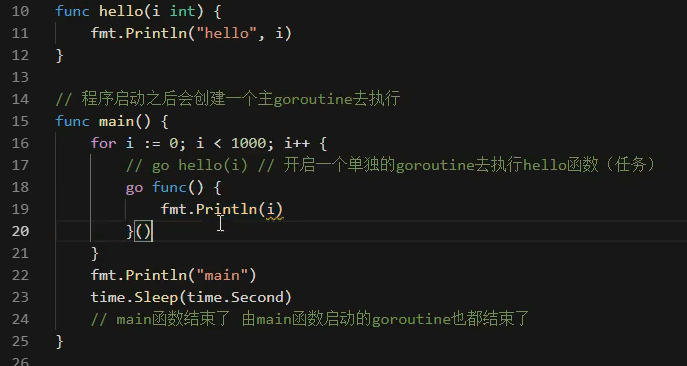 10 func hello(i int) {
11     fmt.Println("hello", i)
12 }
13
14 // 程序启动之后会创建一个主goroutine去执行
15 func main() {
16     for i := 0; i < 1000; i++ {
17         // go hello(i) // 开启一个单独的goroutine去执行hello函数（任务）
18         go func() {
19             fmt.Println(i)
20         }()
21     }
22     fmt.Println("main")
23     time.Sleep(time.Second)
24     // main函数结束了 由main函数启动的goroutine也都结束了
25 }
26